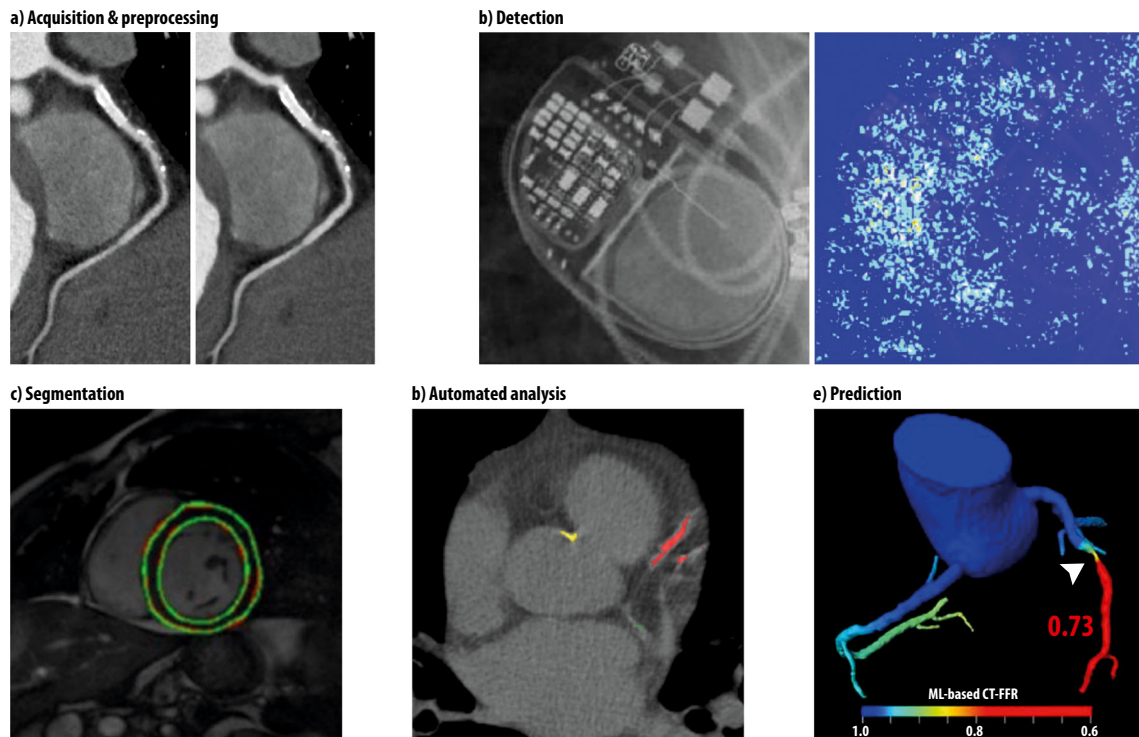 a) Acquisition & preprocessing
b) Detection
c) Segmentation
b) Automated analysis
e) Prediction
0.73
ML-based CT-FFR
1.0 0.8 0.6